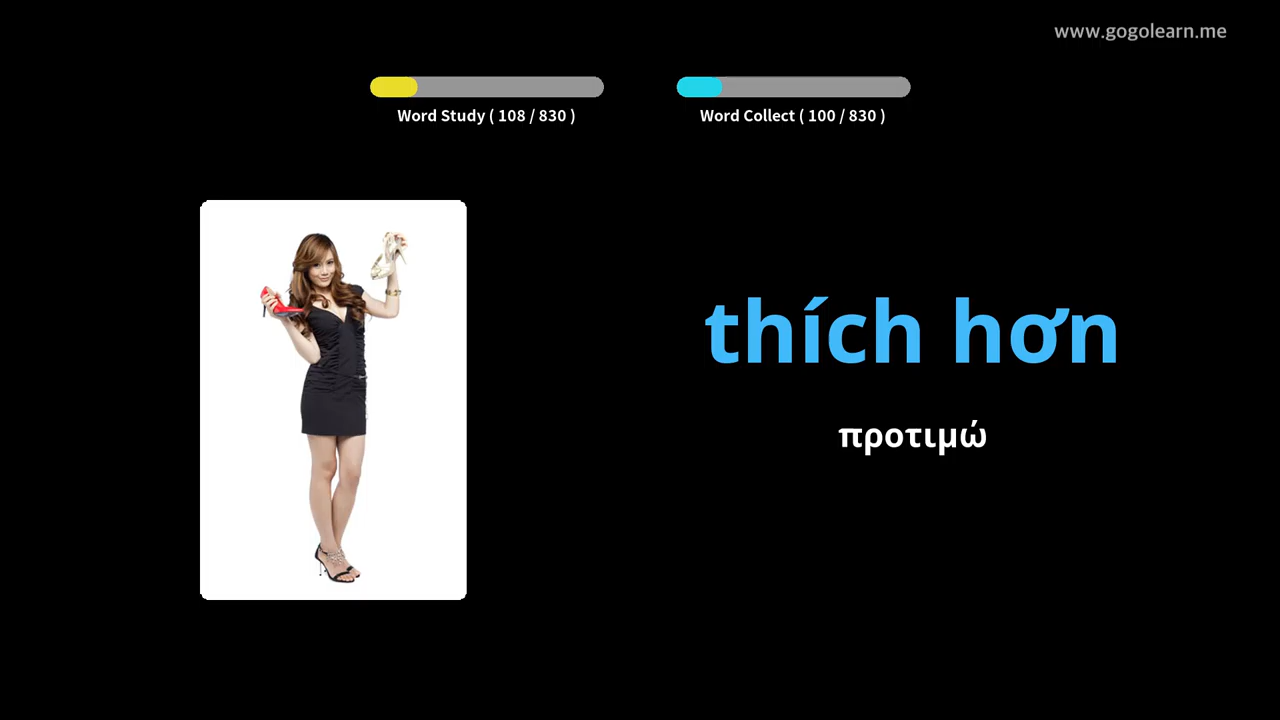 www.gogolearn.me
Word Study ( 108 / 830 )
Word Collect ( 100 / 830 )
thích hơn
προτιμώ